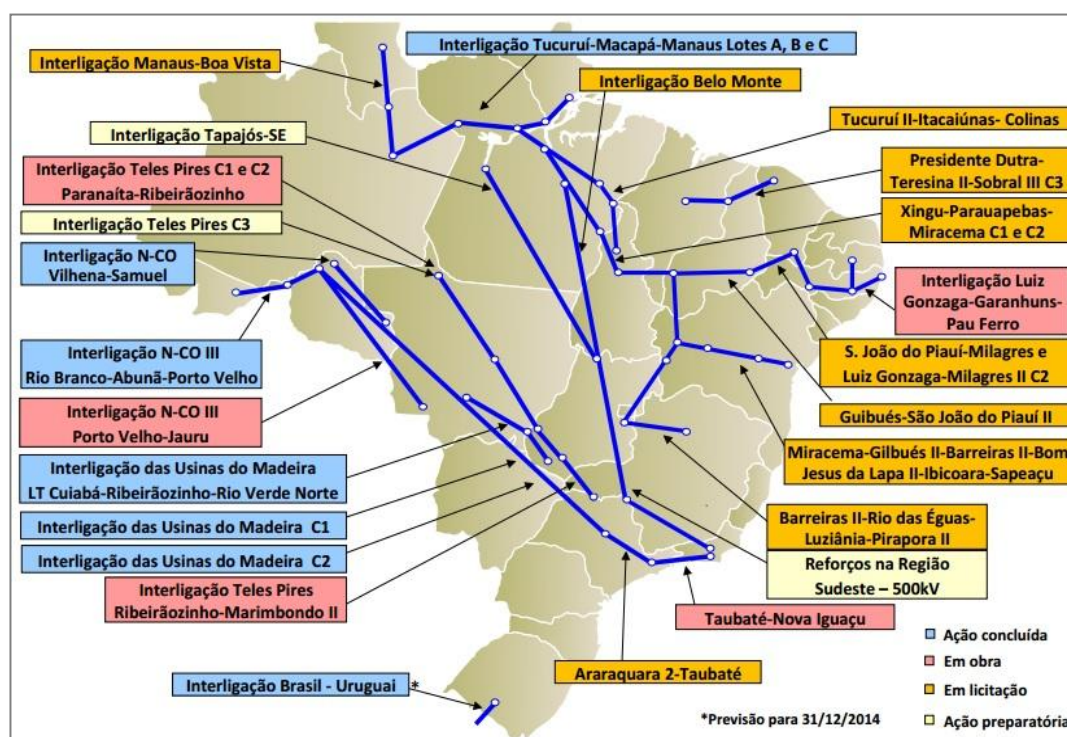 Interligação Tucuruí-Macapá-Manaus Lotes A, B e C
Interligação Manaus-Boa Vista
Interligação Belo Monte
Interligação Tapajós-SE
Tucuruí II-Itacaiúnas- Colinas
Interligação Teles Pires C1 e C2
Paranaíta-Ribeirãozinho
Presidente Dutra-
Teresina II-Sobral III C3
Interligação Teles Pires C3
Xingu-Parauapebas-
Miracema C1 e C2
Interligação N-CO
Vilhena-Samuel
Interligação Luiz
Gonzaga-Garanhuns-
Pau Ferro
Interligação N-CO III
Rio Branco-Abunã-Porto Velho
S. João do Piauí-Milagres e
Luiz Gonzaga-Milagres II C2
Interligação N-CO III
Porto Velho-Jauru
Guibués-São João do Piauí II
Interligação das Usinas do Madeira
LT Cuiabá-Ribeirãozinho-Rio Verde Norte
Miracema-Gilbués II-Barreiras II-Bom
Jesus da Lapa II-Ibicoara-Sapeaçu
Interligação das Usinas do Madeira C1
Barreiras II-Rio das Éguas-
Luziânia-Pirapora II
Interligação das Usinas do Madeira C2
Reforços na Região
Sudeste – 500kV
Interligação Teles Pires
Ribeirãozinho-Marimbondo II
Taubaté-Nova Iguaçu
Araraquara 2-Taubaté
Interligação Brasil - Uruguai *
Ação concluída
Em obra
Em licitação
Ação preparatória
*Previsão para 31/12/2014